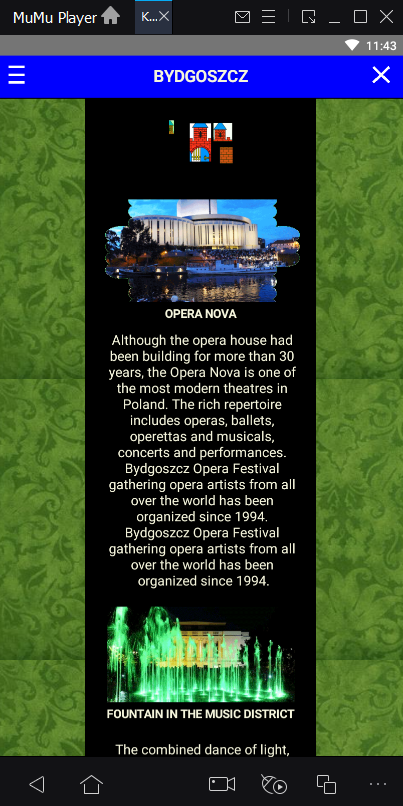 MuMu Player
K...
11:43
BYDGOSZCZ
OPERA NOVA
Although the opera house had
been building for more than 30
years, the Opera Nova is one of
the most modern theatres in
Poland. The rich repertoire
includes operas, ballets,
operettas and musicals,
concerts and performances.
Bydgoszcz Opera Festival
gathering opera artists from all
over the world has been
organized since 1994.
Bydgoszcz Opera Festival
gathering opera artists from all
over the world has been
organized since 1994.
FOUNTAIN IN THE MUSIC DISTRICT
The combined dance of light,